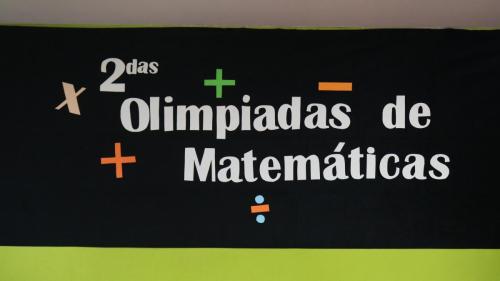 2das
Olimpiadas de
Matemáticas